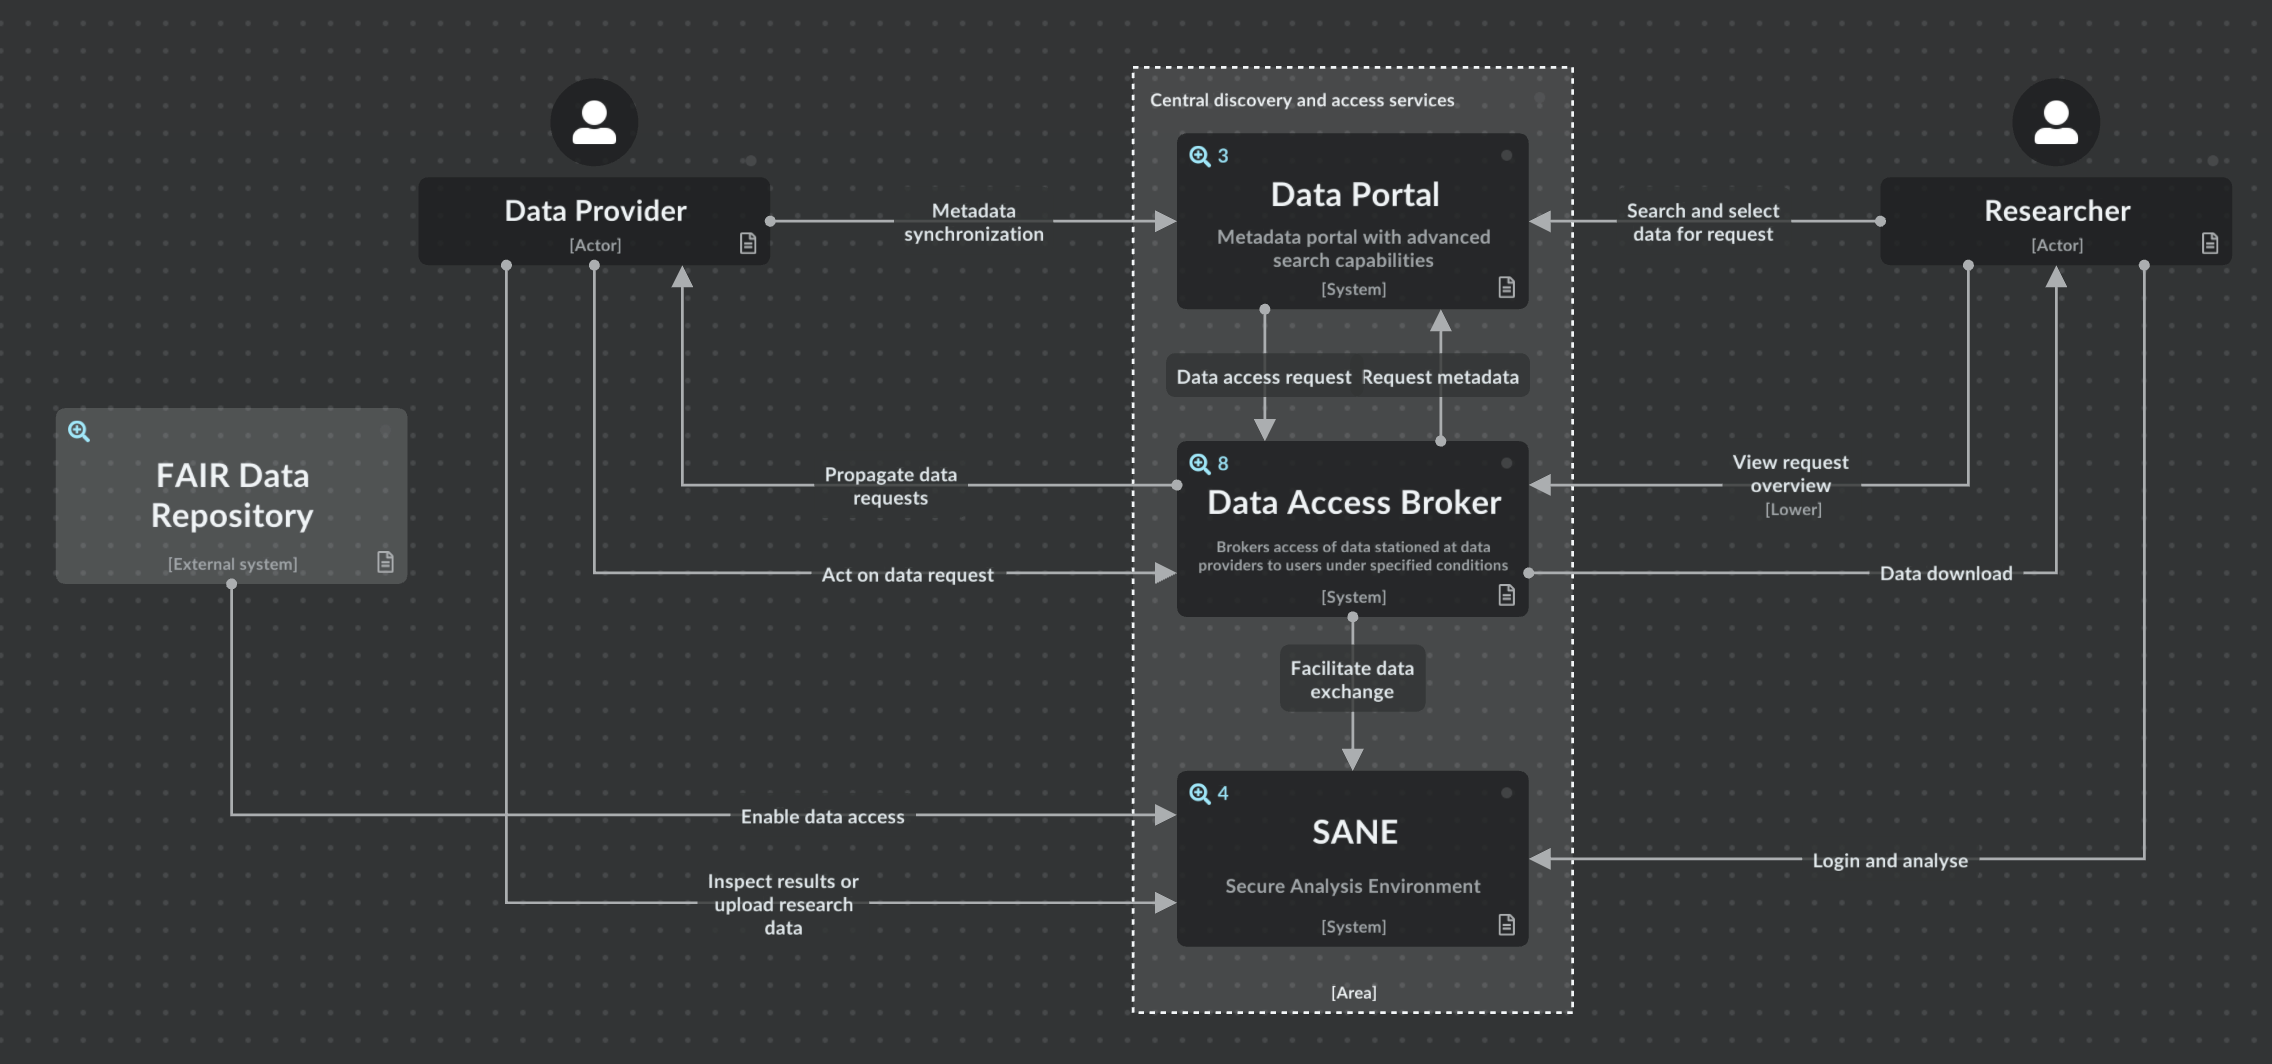 Central discovery and access services
3
Data Portal
Metadata portal with advanced
search capabilities
[System]
Data Provider
[Actor]
Metadata
synchronization
Search and select
data for request
Researcher
[Actor]
Data access request
Request metadata
FAIR Data
Repository
[External system]
Propagate data
requests
Act on data request
8
Data Access Broker
Brokers access of data stationed at data
providers to users under specified conditions
[System]
View request
overview
[Lower]
Data download
Facilitate data
exchange
Enable data access
Inspect results or
upload research
data
4
SANE
Secure Analysis Environment
[System]
Login and analyse
[Area]